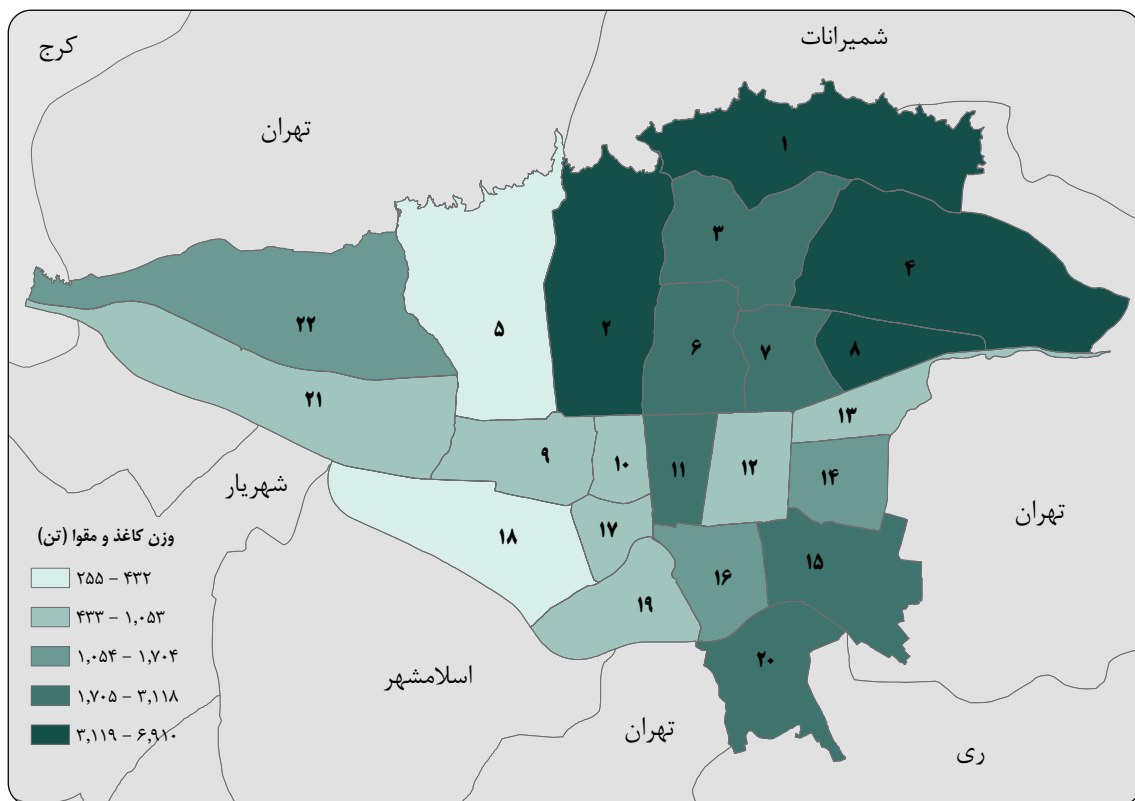 کرج
شمیرانات
تهران
۱
۳
۴
۵
۲
۲۲
۶
۷
۸
۲۱
۱۳
۹
۱۰
۱۱
۱۲
۱۴
شهریار
تهران
۱۸
۱۷
۱۶
۱۵
۱۹
۲۰
اسلامشهر
تهران
ری
وزن کاغذ و مقوا (تن)
۲۵۵ – ۴۳۲
۴۳۳ – ۱,۰۵۳
۱,۰۵۴ – ۱,۷۰۴
۱,۷۰۵ – ۳,۱۱۸
۳,۱۱۹ – ۶,۹۱۰